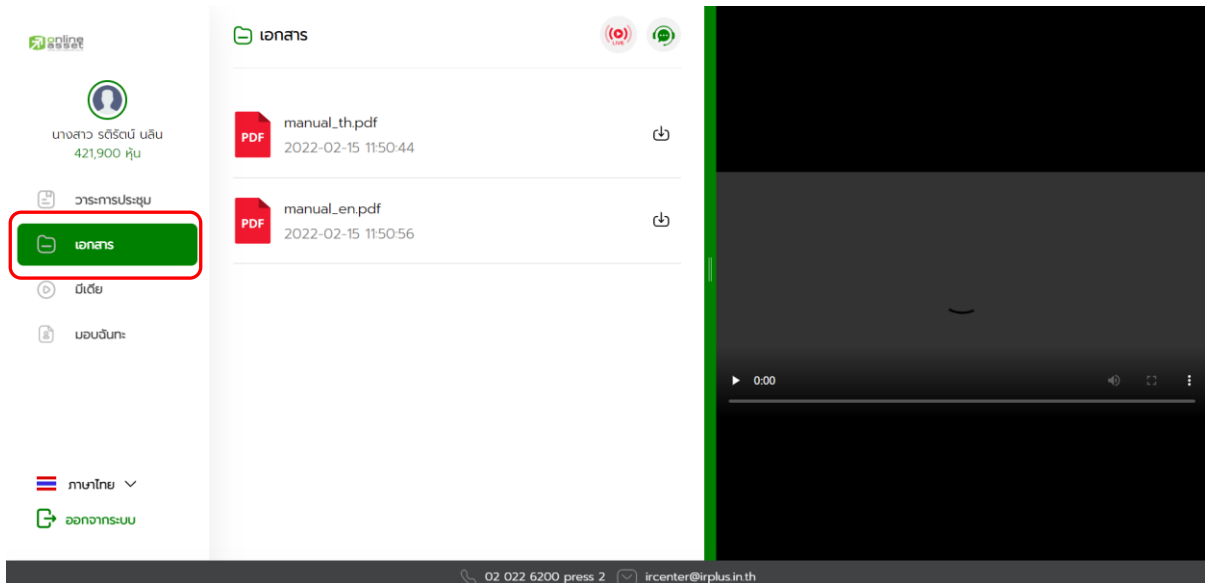 online
asset
นางสาว รติรัตน์ นลิน
421,900 หุ้น
วาระการประชุม
เอกสาร
มีเดีย
มอบฉันทะ
ภาษาไทย
ออกจากระบบ
เอกสาร
LIVE
PDF
manual_th.pdf
2022-02-15 11:50:44
PDF
manual_en.pdf
2022-02-15 11:50:56
0:00
02 022 6200 press 2 ircenter@irplus.in.th